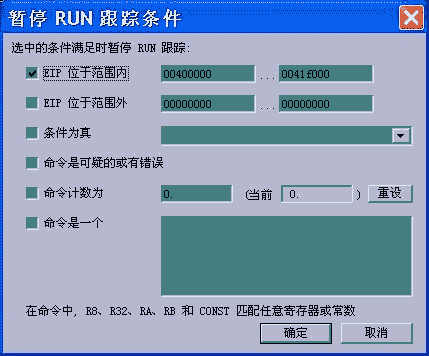 暂停 RUN 跟踪条件
选中的条件满足时暂停 RUN 跟踪:
EIP 位于范围内 00400000 ... 0041f000
EIP 位于范围外 00000000 ... 00000000
条件为真
命令是可疑的或有错误
命令计数为 0. (当前 0. ) 重设
命令是一个
在命令中, R8、R32、RA、RB 和 CONST 匹配任意寄存器或常数
确定 取消